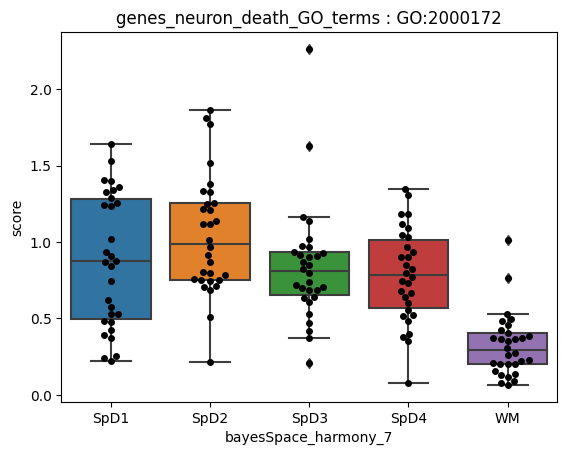 genes_neuron_death_GO_terms : GO:2000172
2.0
1.5
1.0
0.5
0.0
score
SpD1 SpD2 SpD3 SpD4 WM
bayesSpace_harmony_7